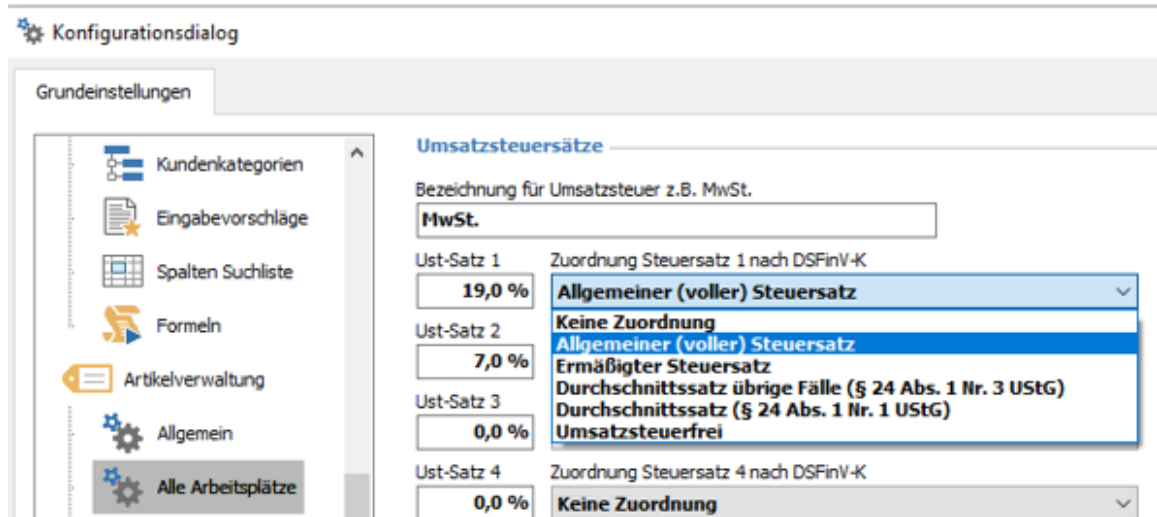 Konfigurationsdialog
Grundeinstellungen
Kundenkategorien
Eingabevorschläge
Spalten Suchliste
Formeln
Artikelverwaltung
Allgemein
Alle Arbeitsplätze
Umsatzsteuersätze
Bezeichnung für Umsatzsteuer z.B. MwSt.
MwSt.
Ust-Satz 1 Zuordnung Steuersatz 1 nach DSFinV-K
19,0 % Allgemeiner (voller) Steuersatz
Keine Zuordnung
Ust-Satz 2 Allgemeiner (voller) Steuersatz
7,0 % Ermäßigter Steuersatz
Durchschnittssatz übrige Fälle (§ 24 Abs. 1 Nr. 3 UStG)
Ust-Satz 3 Durchschnittssatz (§ 24 Abs. 1 Nr. 1 UStG)
0,0 % Umsatzsteuerfrei
Ust-Satz 4 Zuordnung Steuersatz 4 nach DSFinV-K
0,0 % Keine Zuordnung